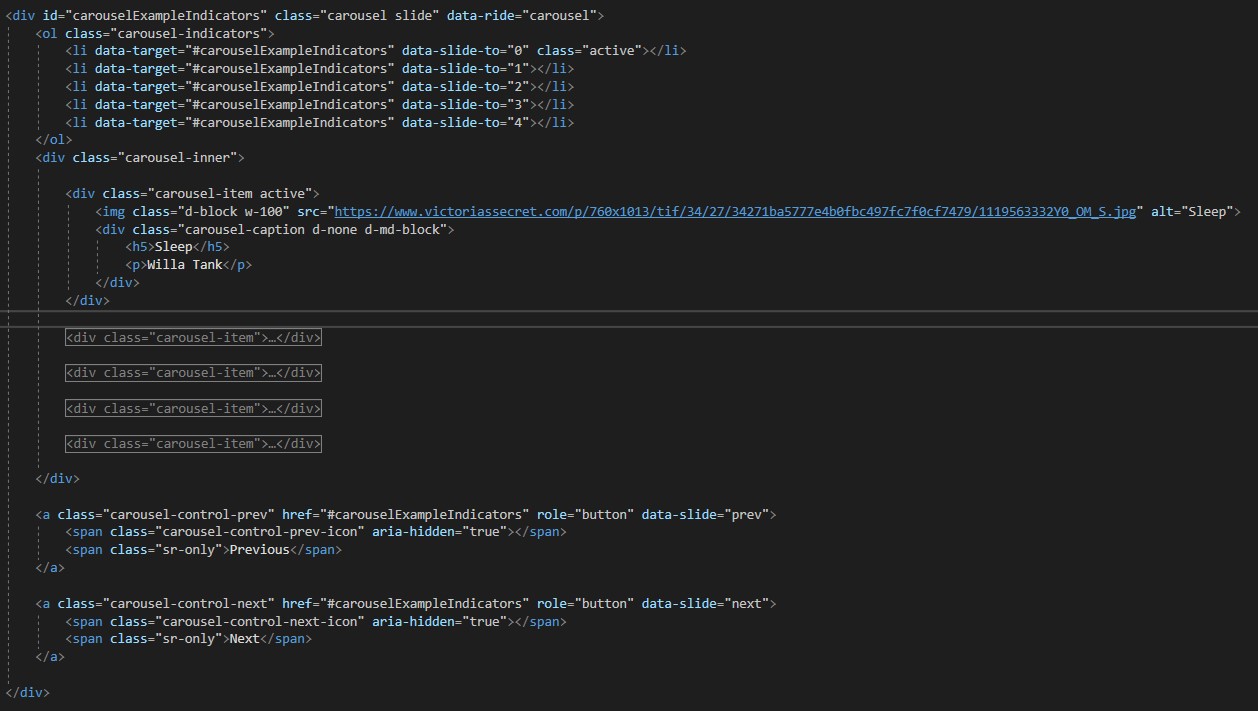 <div id="carouselExampleIndicators" class="carousel slide" data-ride="carousel">
<ol class="carousel-indicators">
<li data-target="#carouselExampleIndicators" data-slide-to="0" class="active"></li>
<li data-target="#carouselExampleIndicators" data-slide-to="1"></li>
<li data-target="#carouselExampleIndicators" data-slide-to="2"></li>
<li data-target="#carouselExampleIndicators" data-slide-to="3"></li>
<li data-target="#carouselExampleIndicators" data-slide-to="4"></li>
</ol>
<div class="carousel-inner">
<div class="carousel-item active">
<img class="d-block w-100" src="https://www.victoriassecret.com/p/760x1013/tif/34/27/34271ba5777e4b0fbc497fc7f0cf7479/1119563332Y0_OM_S.jpg" alt="Sleep">
<div class="carousel-caption d-none d-md-block">
<h5>Sleep</h5>
<p>Willa Tank</p>
</div>
</div>
<div class="carousel-item">…</div>
<div class="carousel-item">…</div>
<div class="carousel-item">…</div>
<div class="carousel-item">…</div>
</div>
<a class="carousel-control-prev" href="#carouselExampleIndicators" role="button" data-slide="prev">
<span class="carousel-control-prev-icon" aria-hidden="true"></span>
<span class="sr-only">Previous</span>
</a>
<a class="carousel-control-next" href="#carouselExampleIndicators" role="button" data-slide="next">
<span class="carousel-control-next-icon" aria-hidden="true"></span>
<span class="sr-only">Next</span>
</a>
</div>